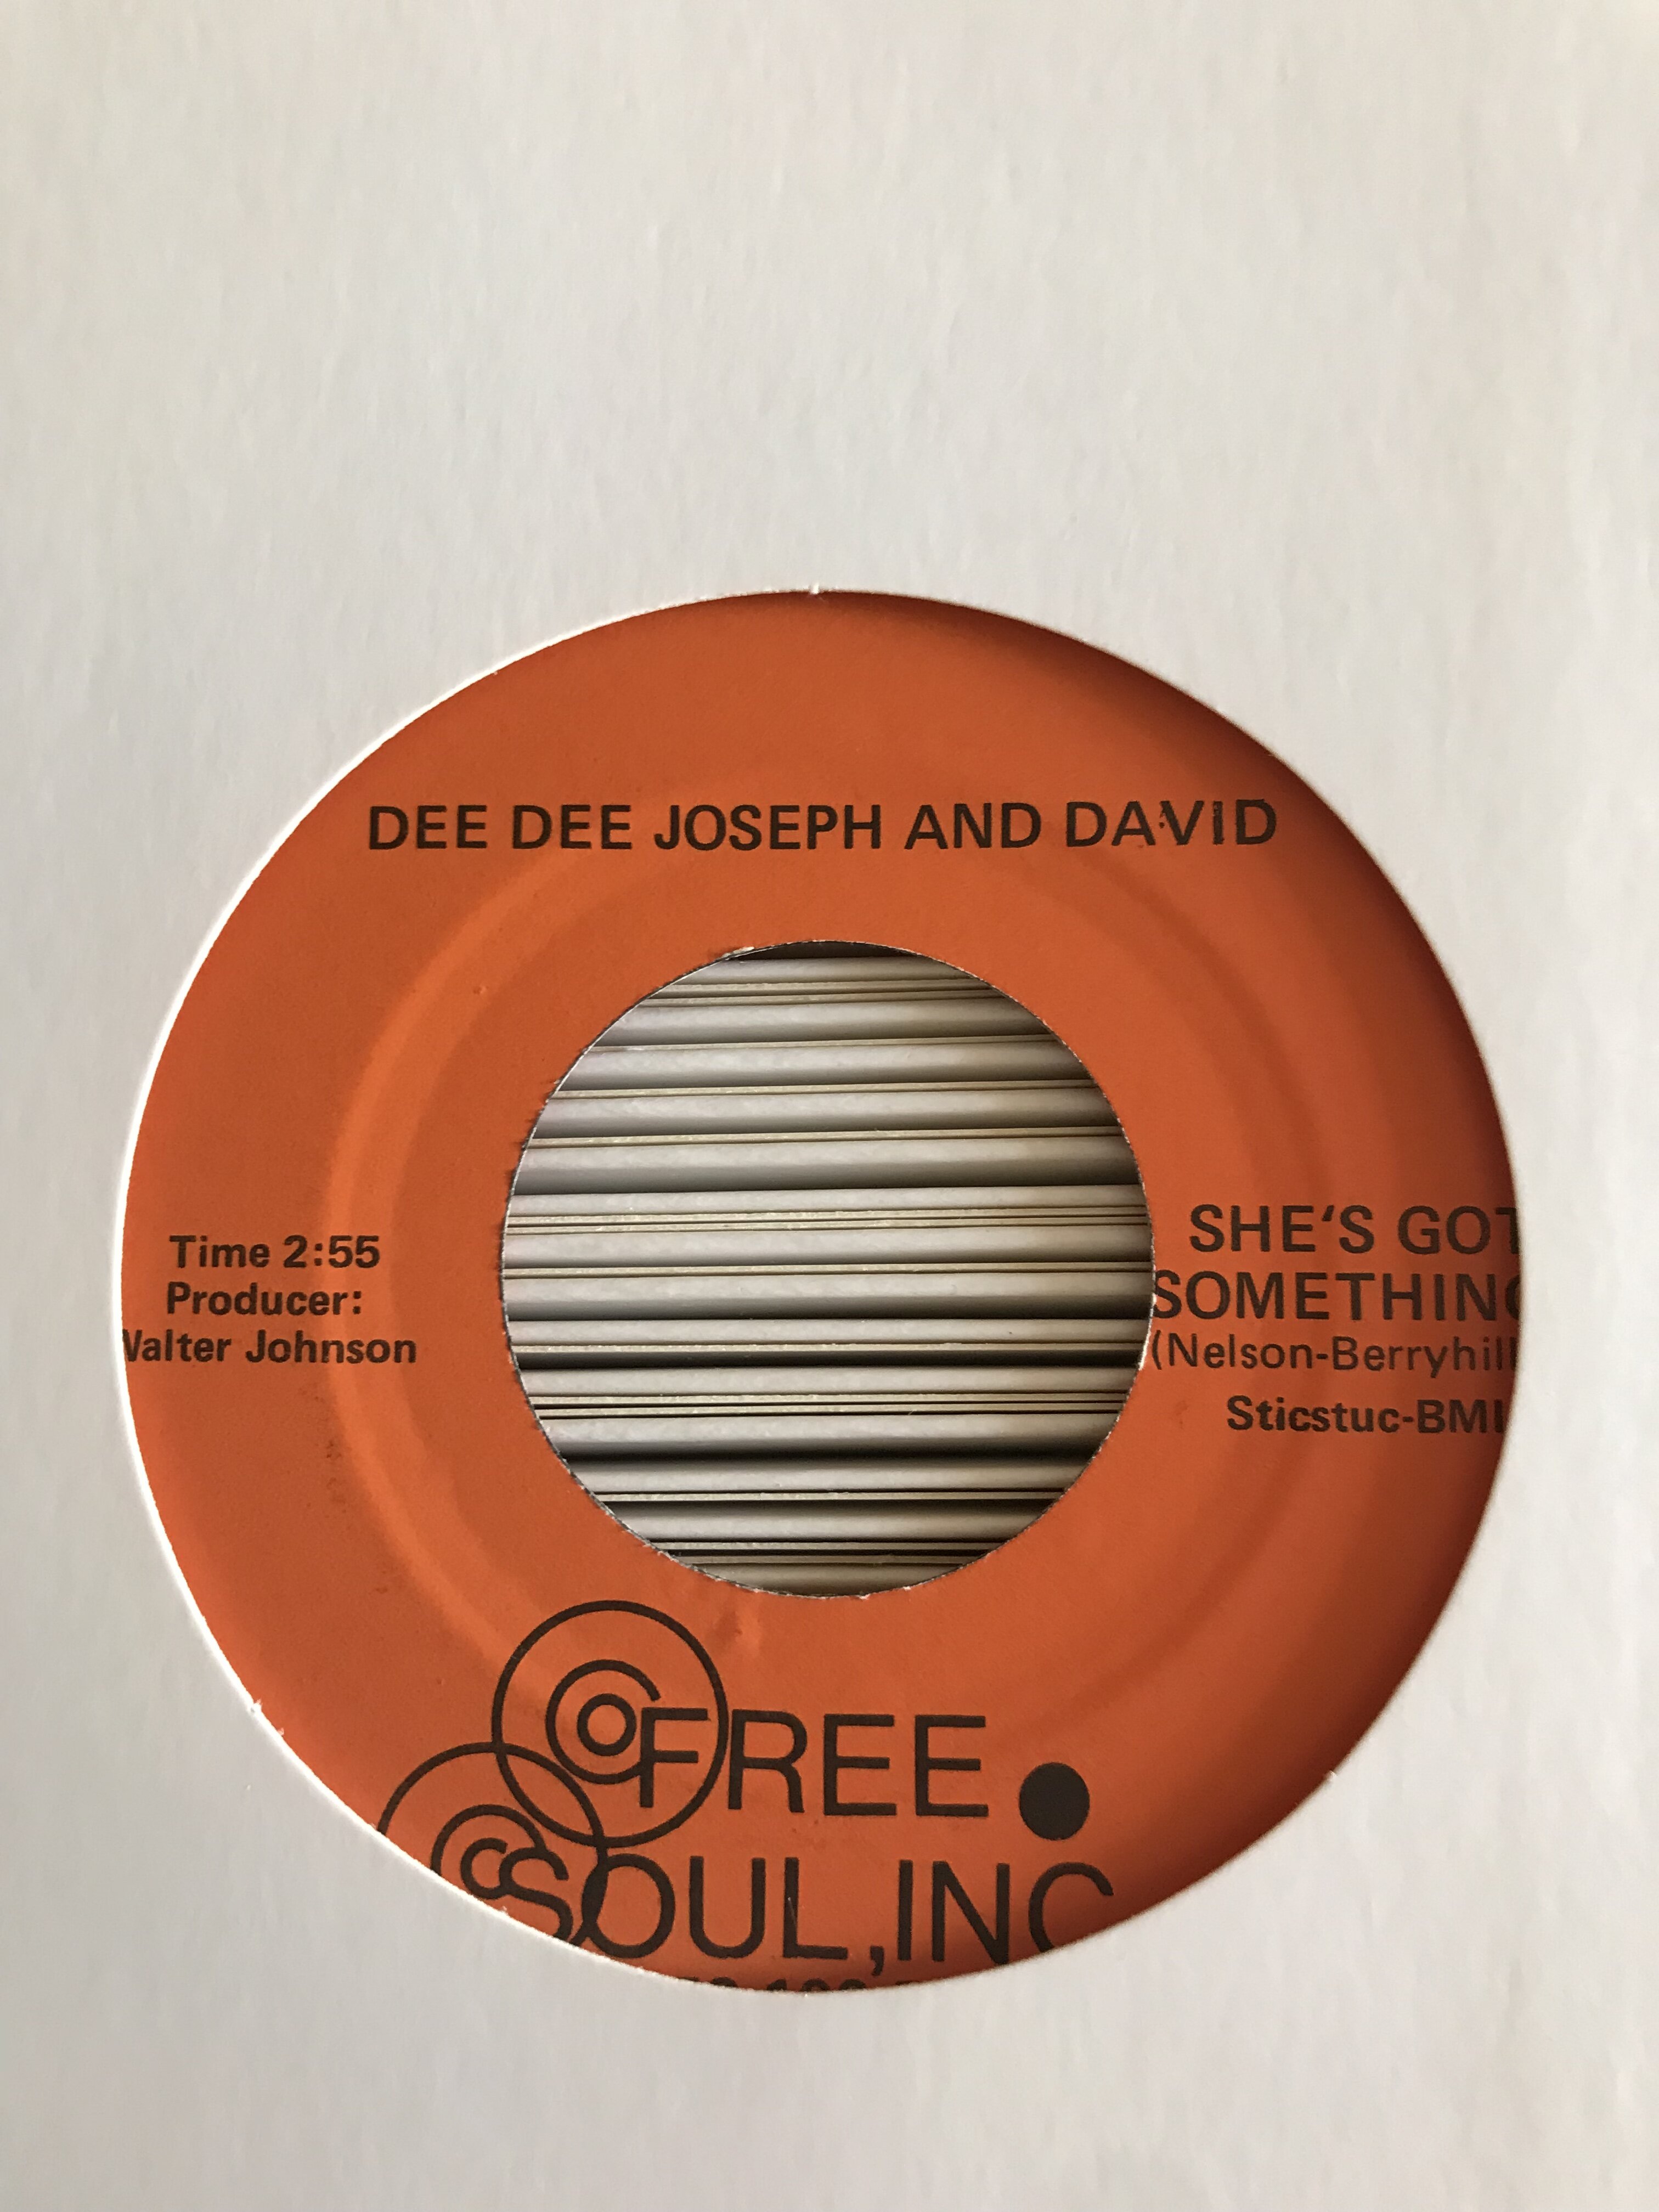 DEE DEE JOSEPH AND DAVID
Time 2:55
Producer:
Walter Johnson
SHE'S GOT
SOMETHING
(Nelson-Berryhill
Sticstuc-BMI
FREE
SOUL, INC